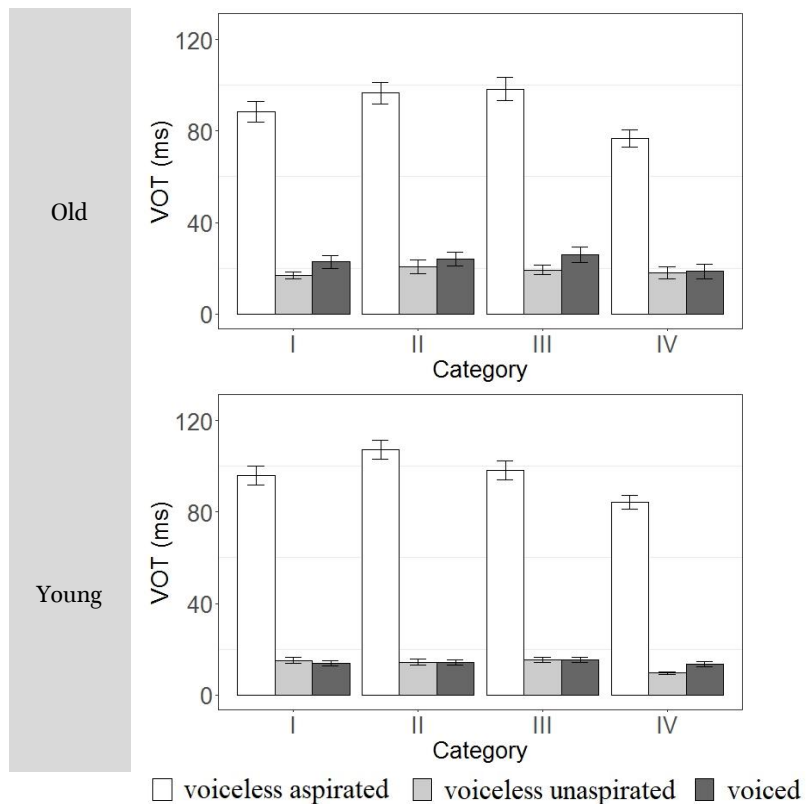 Old
VOT (ms)
120
80
40
0
I II III IV
Category
Young
VOT (ms)
120
80
40
0
I II III IV
Category
voiceless aspirated voiceless unaspirated voiced